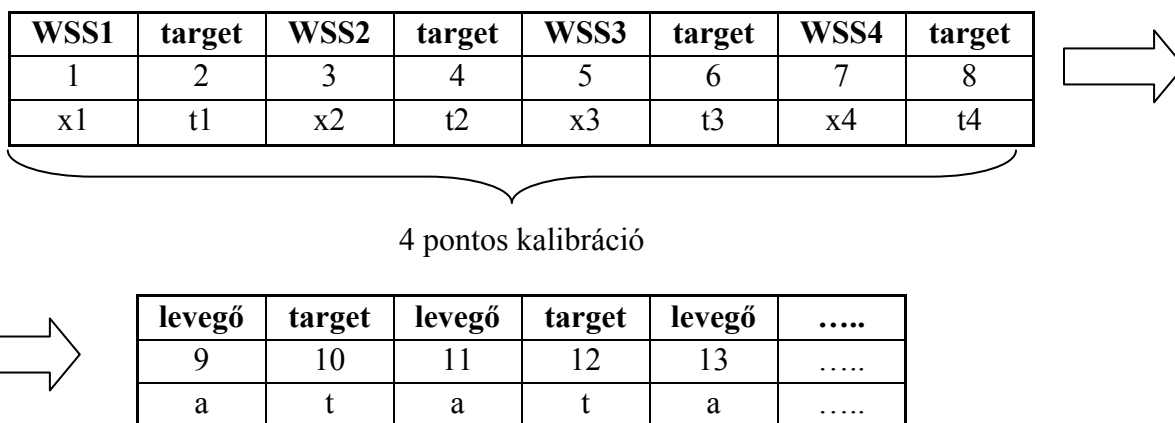 WSS1 target WSS2 target WSS3 target WSS4 target
1 2 3 4 5 6 7 8
x1 t1 x2 t2 x3 t3 x4 t4
4 pontos kalibráció
levegő target levegő target levegő .....
9 10 11 12 13 .....
a t a t a .....